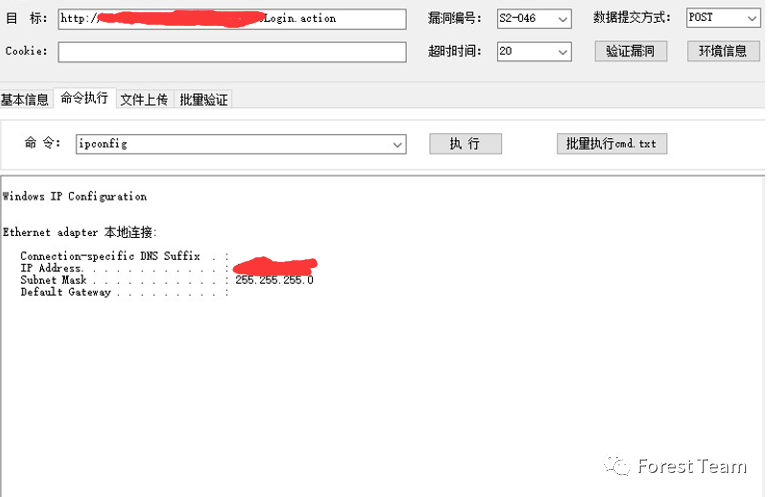 目 标: http:/ Login.action 漏洞编号: S2-046 数据提交方式: POST
Cookie: 超时时间: 20 验证漏洞 环境信息
基本信息 命令执行 文件上传 批量验证
命 令: ipconfig 执 行 批量执行cmd.txt
Windows IP Configuration
Ethernet adapter 本地连接:
Connection-specific DNS Suffix . :
IP Address. . . . . . . . . . . . :
Subnet Mask . . . . . . . . . . . : 255.255.255.0
Default Gateway . . . . . . . . . :
Forest Team